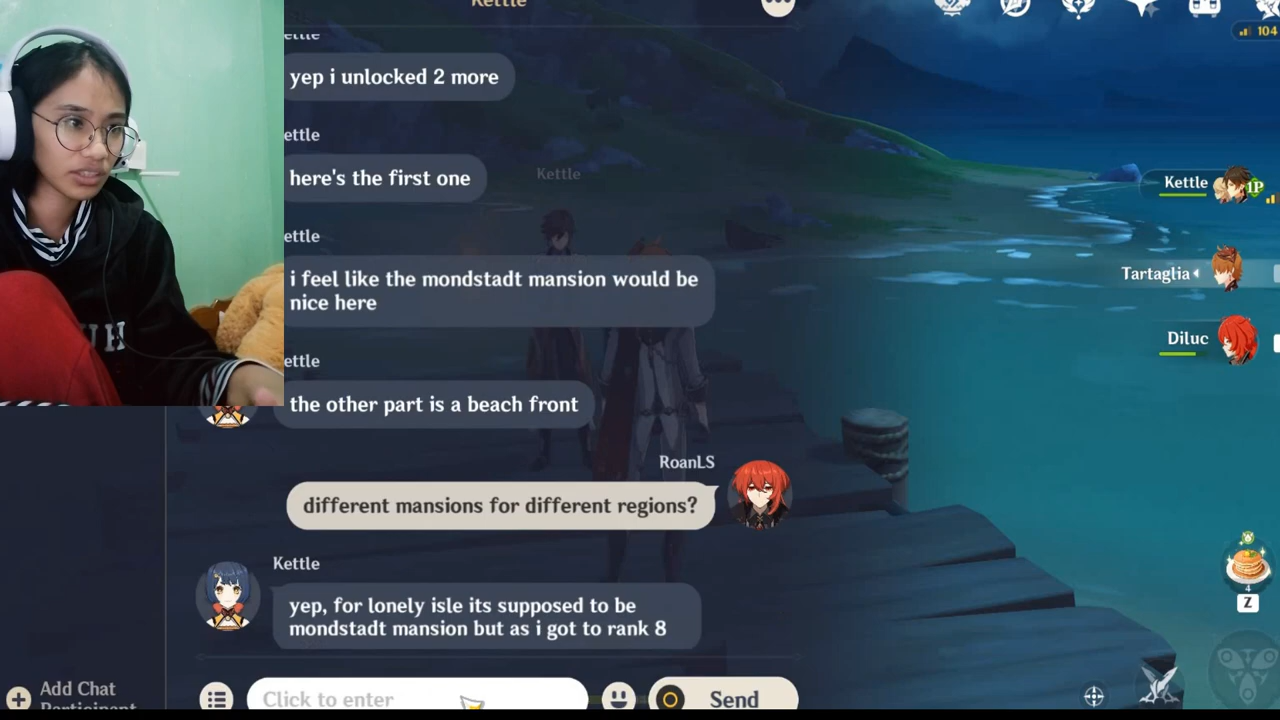 Kettle
104
ettle
yep i unlocked 2 more
ettle
here's the first one
Kettle
Kettle
1P
ettle
i feel like the mondstadt mansion would be
nice here
Tartaglia
Diluc
ettle
the other part is a beach front
RoanLS
different mansions for different regions?
Kettle
yep, for lonely isle its supposed to be
mondstadt mansion but as i got to rank 8
4
Z
Add Chat
Participant
Click to enter
Send